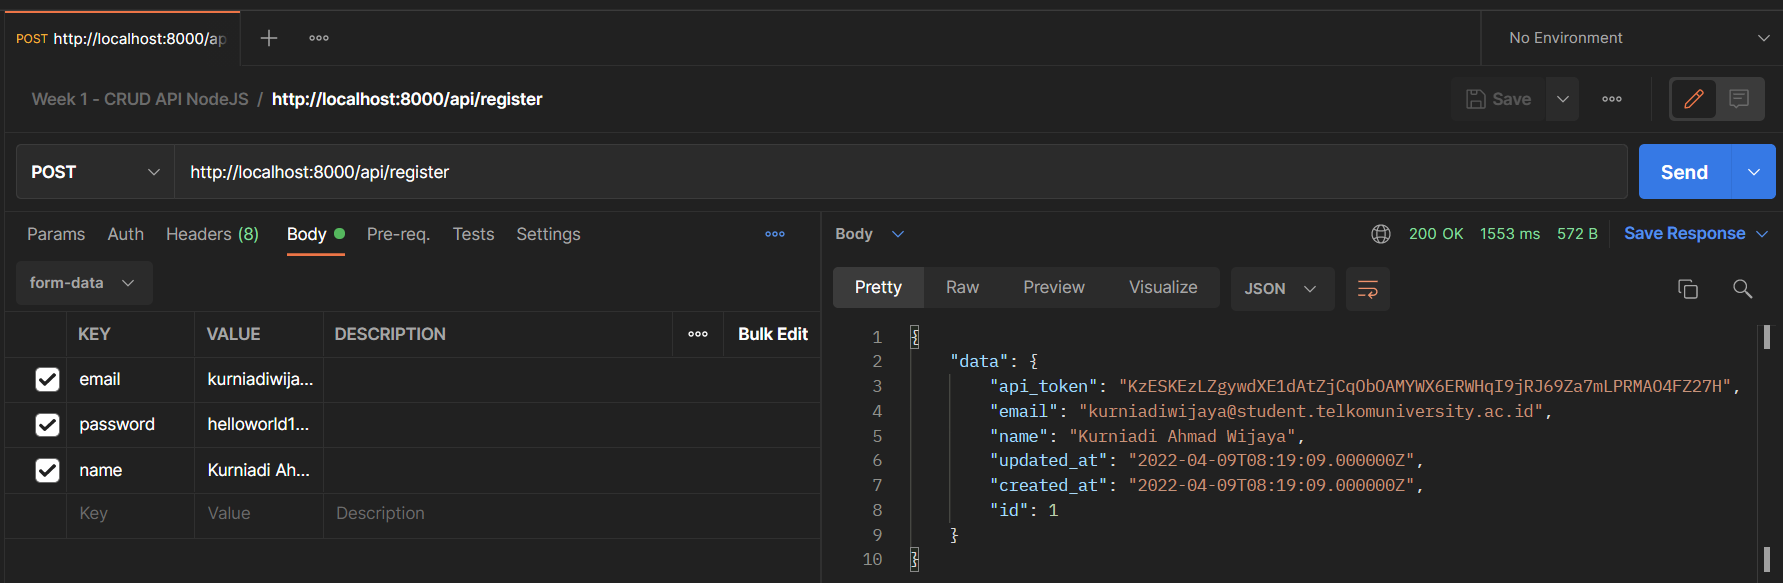 POST http://localhost:8000/ap
No Environment
Week 1 - CRUD API NodeJS / http://localhost:8000/api/register
Save
POST
http://localhost:8000/api/register
Send
Params Auth Headers (8) Body Pre-req. Tests Settings
form-data
KEY VALUE DESCRIPTION Bulk Edit
email kurniadiwija...
password helloworld1...
name Kurniadi Ah...
Key Value Description
Body
200 OK 1553 ms 572 B Save Response
Pretty Raw Preview Visualize JSON
1 {
2 "data": {
3 "api_token": "KzESKEzLZgywdXE1dAtZjCqObOAMYWX6ERWHqI9jRJ69Za7mLPRMAO4FZ27H",
4 "email": "kurniadiwijaya@student.telkomuniversity.ac.id",
5 "name": "Kurniadi Ahmad Wijaya",
6 "updated_at": "2022-04-09T08:19:09.000000Z",
7 "created_at": "2022-04-09T08:19:09.000000Z",
8 "id": 1
9 }
10 }